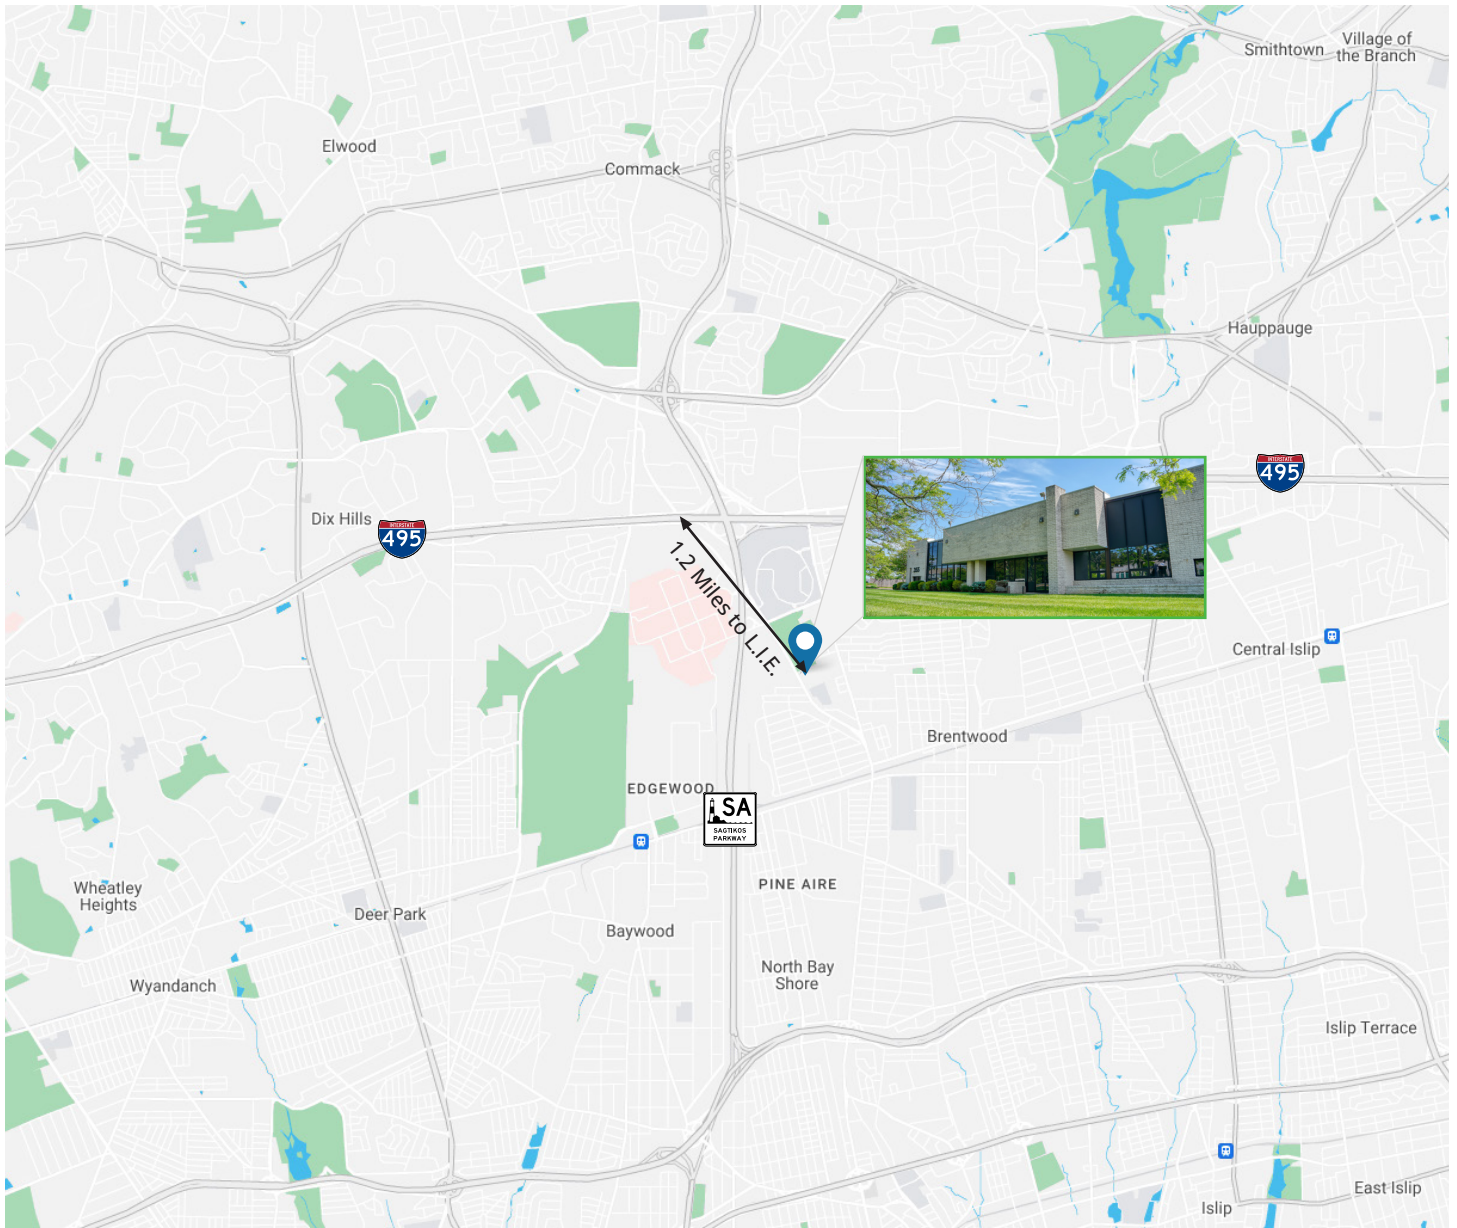 Smithtown
Village of
the Branch
Elwood
Commack
Hauppauge
INTERSTATE
495
Dix Hills
INTERSTATE
495
1.2 Miles to L.I.E.
Central Islip
Brentwood
EDGEWOOD
SA
SAGTIKOS
PARKWAY
PINE AIRE
Wheatley
Heights
Deer Park
Baywood
North Bay
Shore
Wyandanch
Islip Terrace
East Islip
Islip